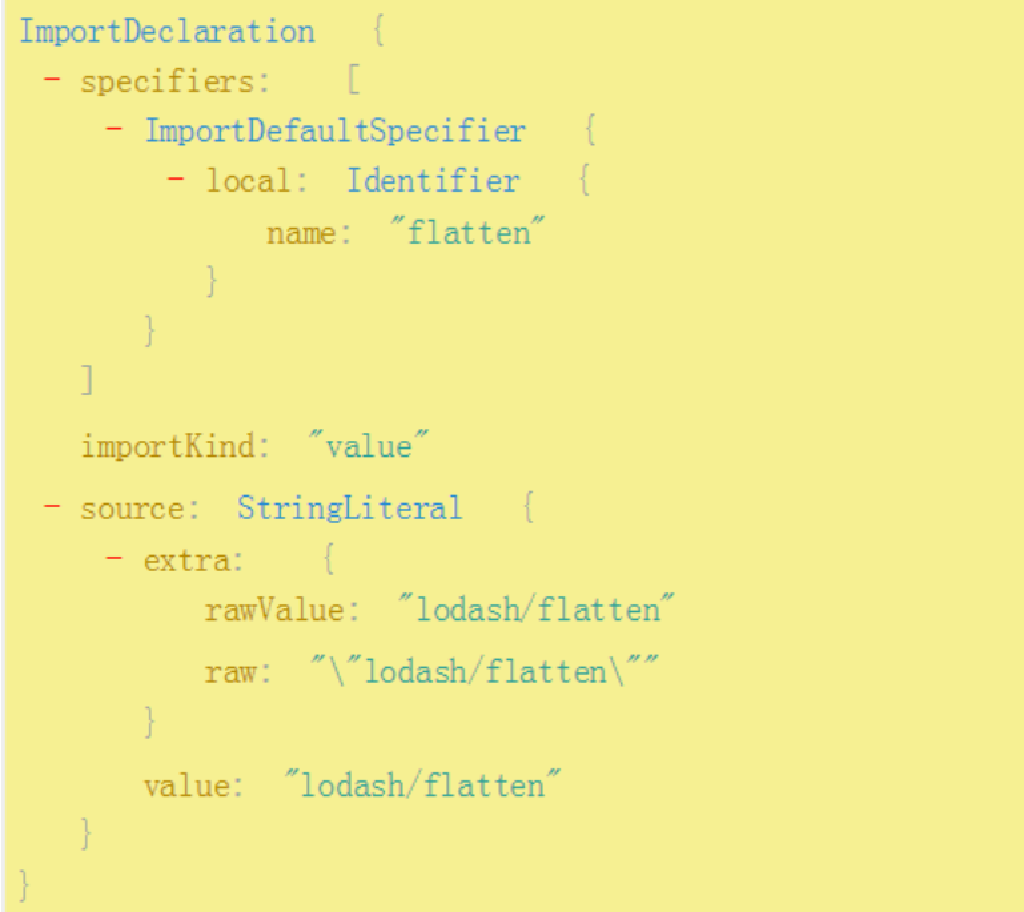 ImportDeclaration {
- specifiers: [
- ImportDefaultSpecifier {
- local: Identifier {
name: "flatten"
}
}
]
importKind: "value"
- source: StringLiteral {
- extra: {
rawValue: "lodash/flatten"
raw: "\"lodash/flatten\""
}
value: "lodash/flatten"
}
}